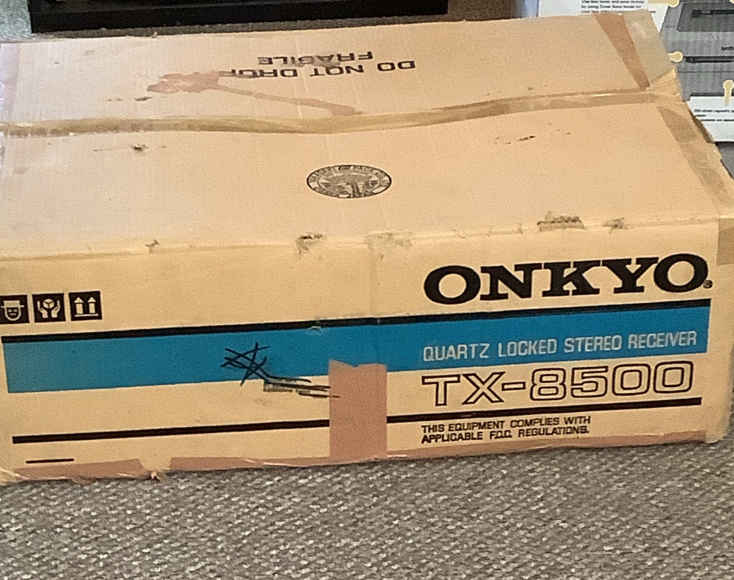 DO NOT DROP
FRAGILE
ONKYO®
QUARTZ LOCKED STEREO RECEIVER
TX-8500
THIS EQUIPMENT COMPLIES WITH
APPLICABLE F.C.C. REGULATIONS.